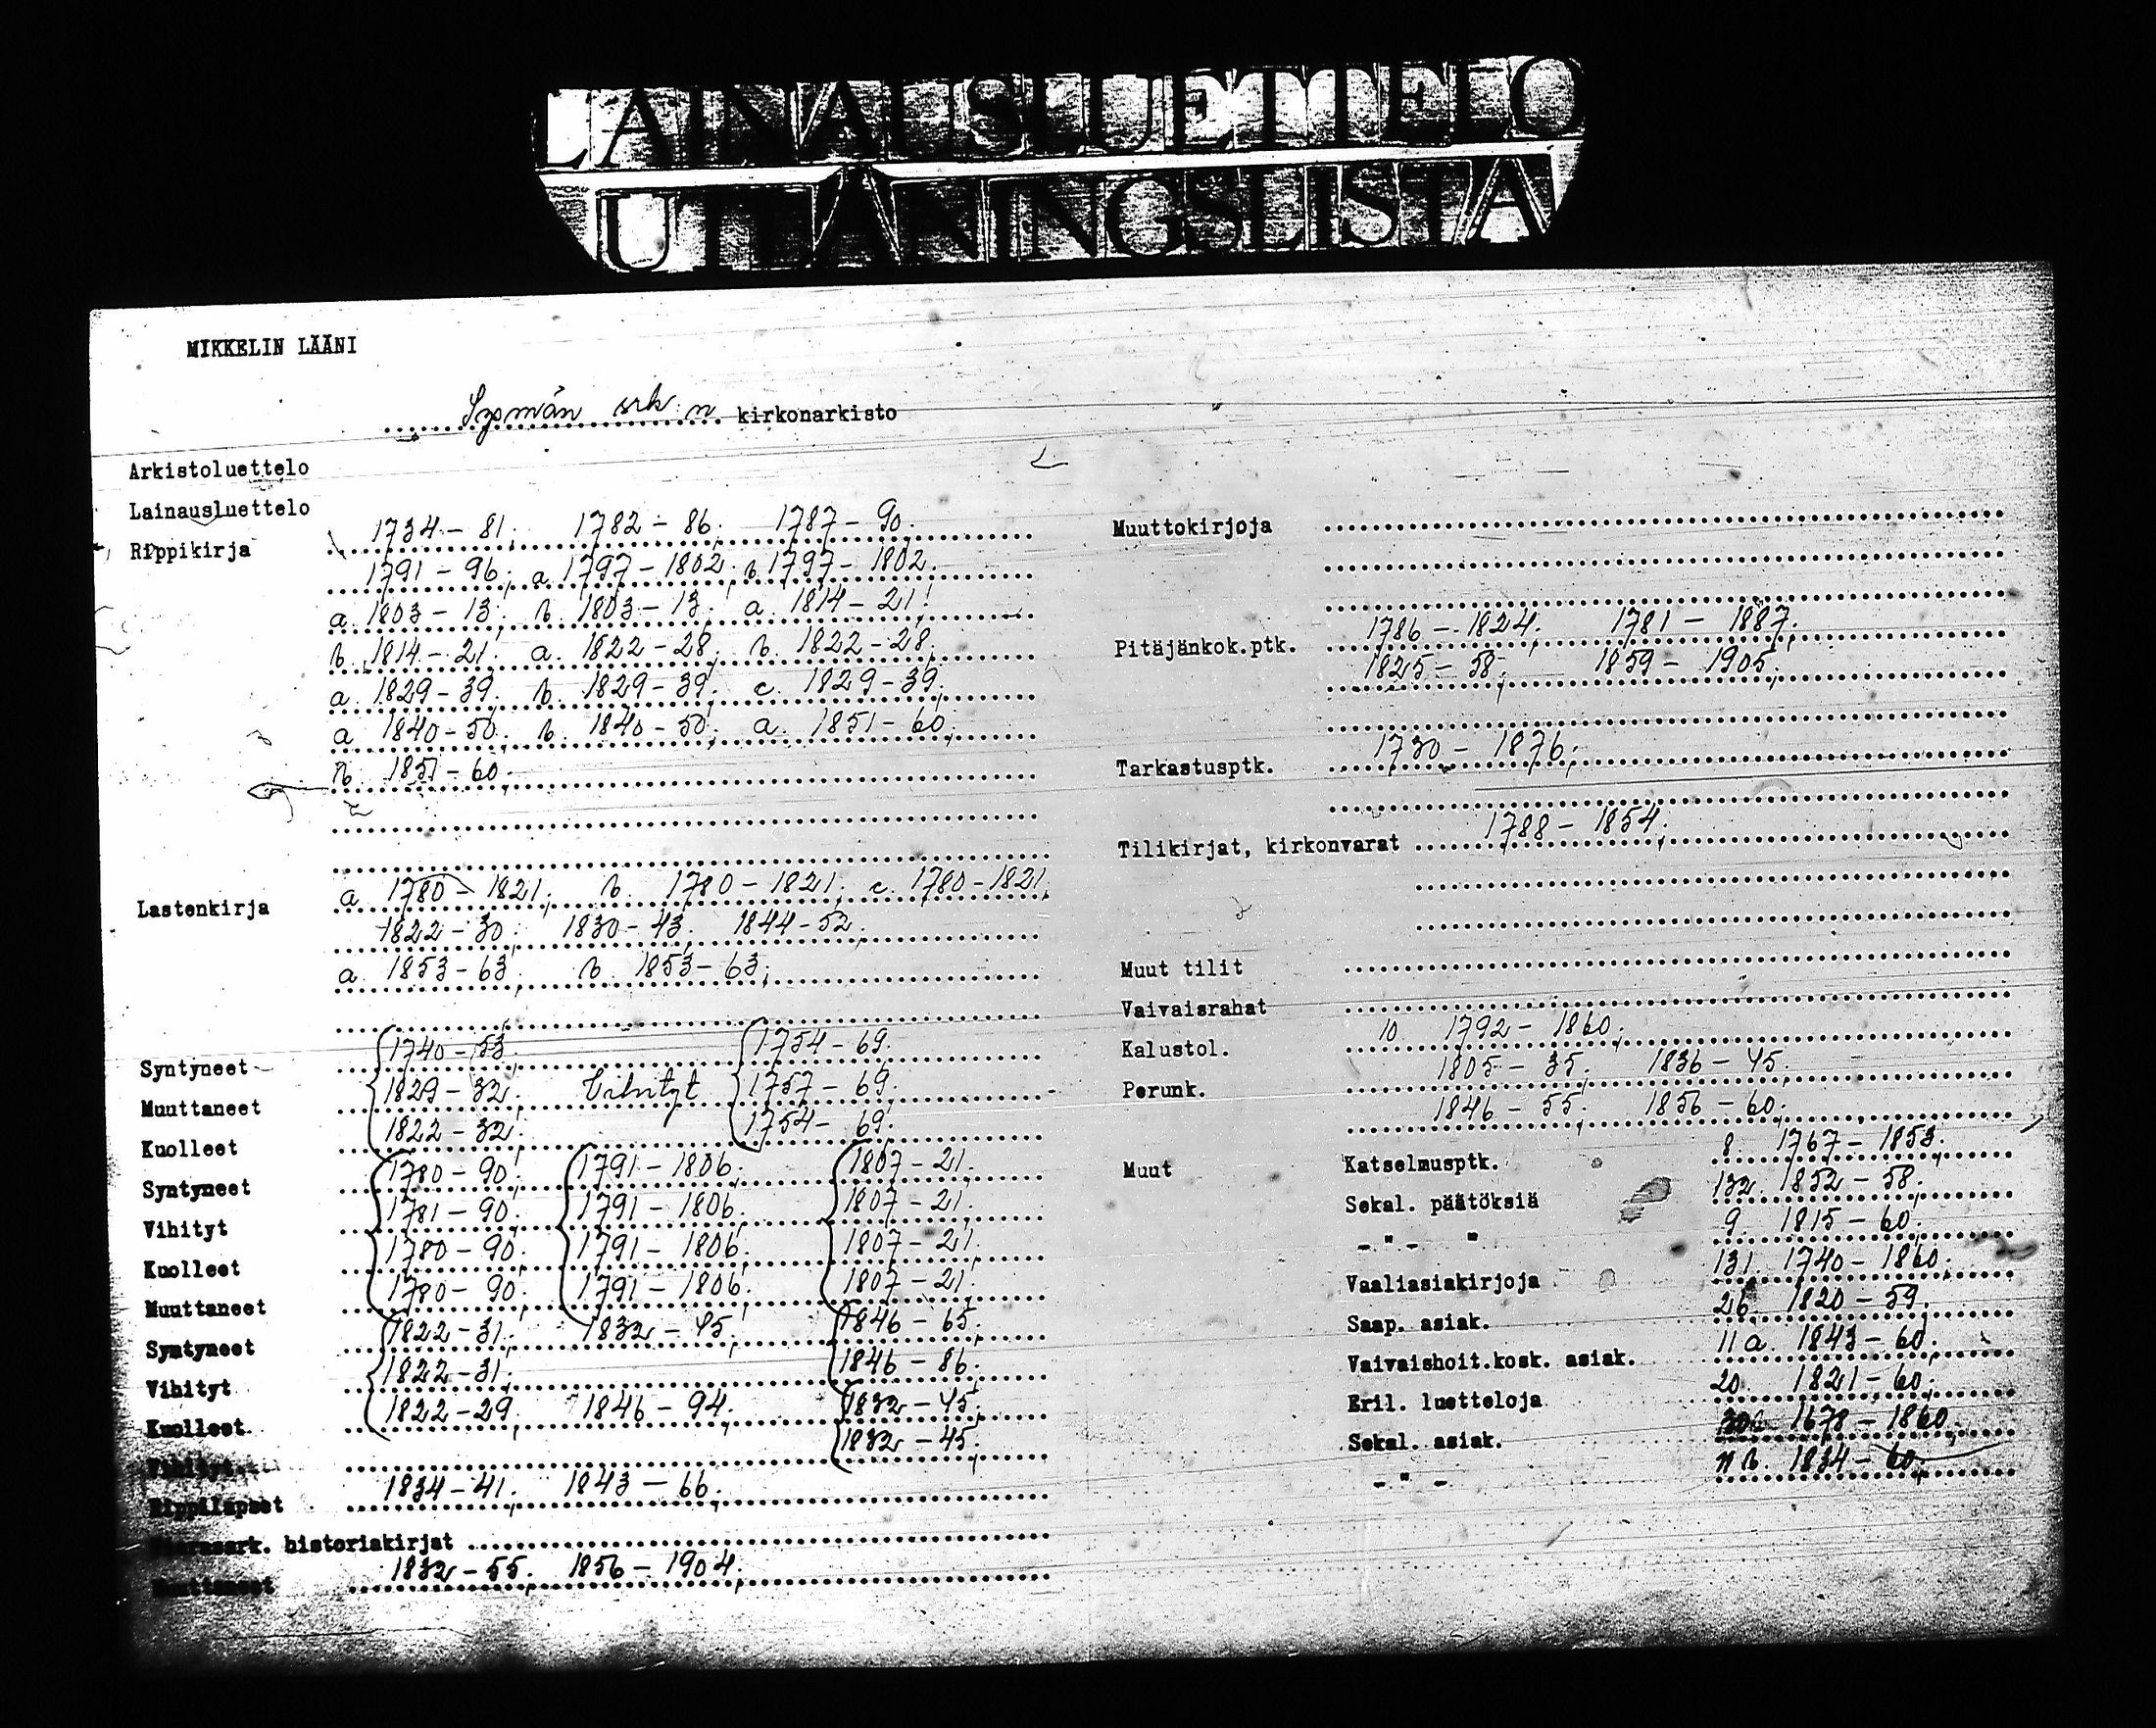 LAINAUSLUETTELO
UTLÅNINGSLISTA
MIKKELIN LÄÄNI
Sysmän srk:n kirkonarkisto
Arkistoluettelo
Lainausluettelo
Rippikirja 1734-81; 1782-86; 1787-90;
1791-96; a. 1797-1802; b. 1797-1802;
a. 1803-13; b. 1803-13; a. 1814-21;
b. 1814-21; a. 1822-28; b. 1822-28;
a. 1829-39; b. 1829-39; c. 1829-39;
a. 1840-50; b. 1840-50; a. 1851-60;
b. 1851-60
Lastenkirja a. 1780-1821; b. 1780-1821; c. 1780-1821;
1822-30; 1830-43; 1844-52;
a. 1853-63; b. 1853-63;
Syntyneet 1740-53; 1754-69;
Muuttaneet 1829-32; Vihityt 1757-69;
Kuolleet 1822-32; 1754-69;
Syntyneet 1780-90; 1791-1806; 1807-21;
Vihityt 1781-90; 1791-1806; 1807-21;
Kuolleet 1780-90; 1791-1806; 1807-21;
Muuttaneet 1780-90; 1791-1806; 1807-21;
Syntyneet 1822-31; 1832-45; 1846-65;
Vihityt 1822-31; 1846-86;
Kuolleet 1822-29; 1846-94; 1832-45;
Vihityt 1832-45;
Rippilapset 1834-41; 1843-66;
historiakirjat
Muuttaneet 1832-55; 1856-1904;
Muuttokirjoja
Pitäjänkok.ptk. 1786-1824; 1781-1887;
1825-58; 1859-1905;
Tarkastusptk. 1730-1876;
Tilikirjat, kirkonvarat 1788-1854;
Muut tilit
Vaivaisrahat
Kalustol. 10. 1792-1860;
Perunk. 1805-35; 1836-45;
1846-55; 1856-60;
Muut Katselmusptk. 8. 1767-1853;
Sekal. päätöksiä 132. 1852-58;
-"- " 9. 1815-60;
Vaaliasiakirjoja 131. 1740-1860;
Saap. asiak. 26. 1820-59;
Vaivaishoit.kosk. asiak. 11 a. 1843-60;
Eril. luetteloja 20. 1821-60;
Sekal. asiak. 1678-1860;
-"- 11 b. 1834-60;